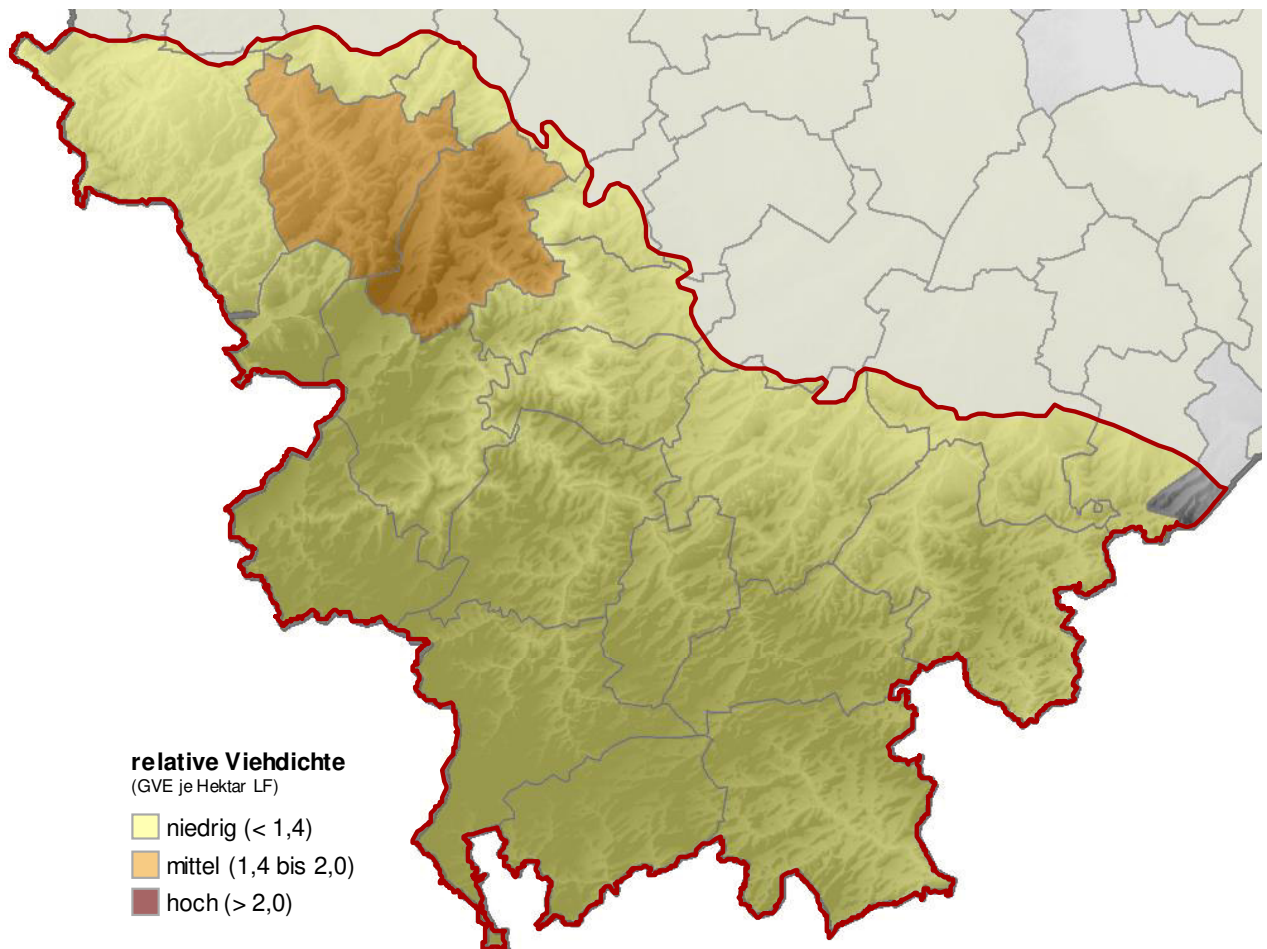 relative Viehdichte
(GVE je Hektar LF)
niedrig (< 1,4)
mittel (1,4 bis 2,0)
hoch (> 2,0)